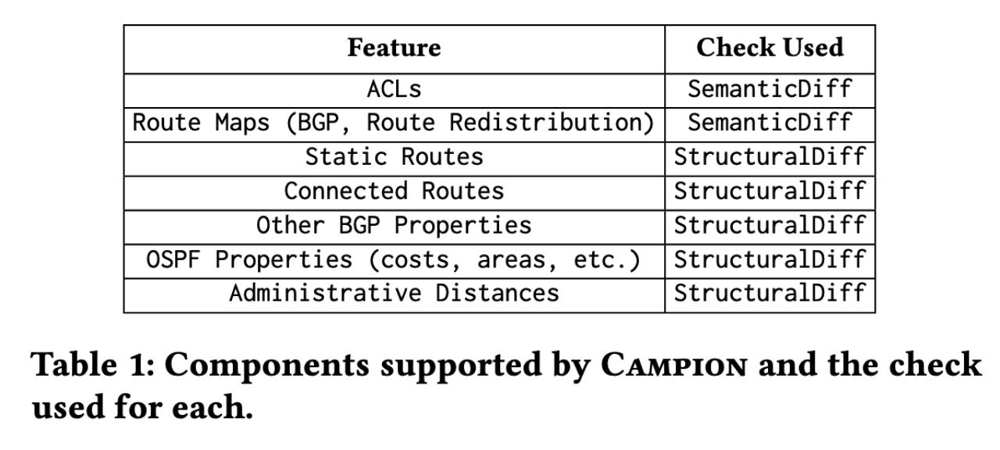 Feature Check Used
ACLs SemanticDiff
Route Maps (BGP, Route Redistribution) SemanticDiff
Static Routes StructuralDiff
Connected Routes StructuralDiff
Other BGP Properties StructuralDiff
OSPF Properties (costs, areas, etc.) StructuralDiff
Administrative Distances StructuralDiff
Table 1: Components supported by CAMPION and the check
used for each.